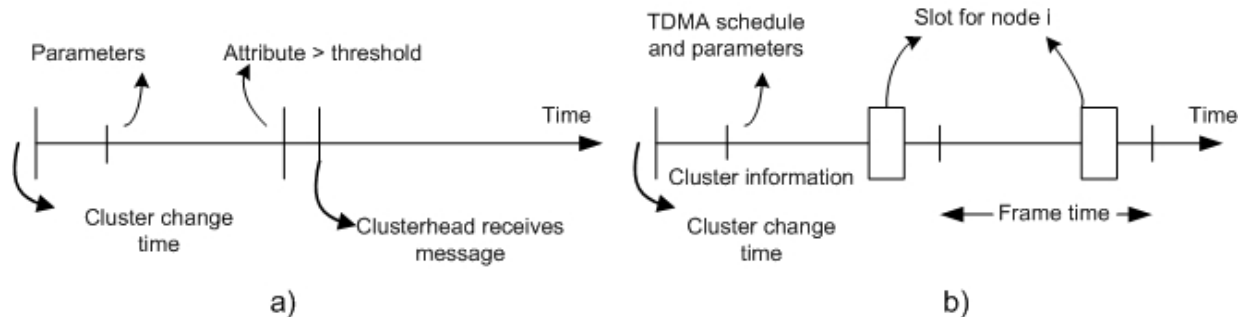 Parameters
Attribute > threshold
Time
Cluster change
time
Clusterhead receives
message
a)
TDMA schedule
and parameters
Slot for node i
Time
Cluster information
Frame time
Cluster change
time
b)